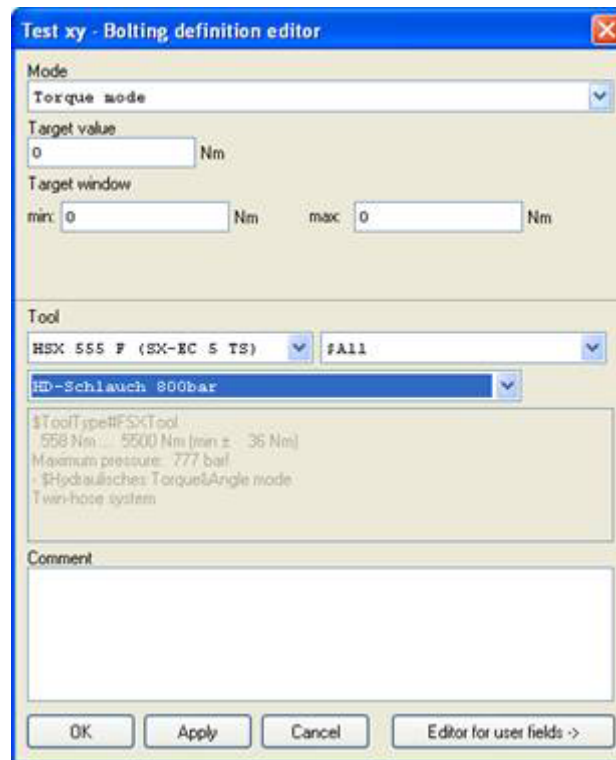 Test xy - Bolting definition editor
Mode
Torque mode
Target value
0 Nm
Target window
min: 0 Nm max: 0 Nm
Tool
HSX 555 F (SX-EC 5 TS) $All
HD-Schlauch 800bar
$ToolType#FSXTool
558 Nm ... 5500 Nm (min ± 36 Nm)
Maximum pressure: 777 bar!
- $Hydraulisches Torque&Angle mode
Twin-hose system
Comment
OK Apply Cancel Editor for user fields ->